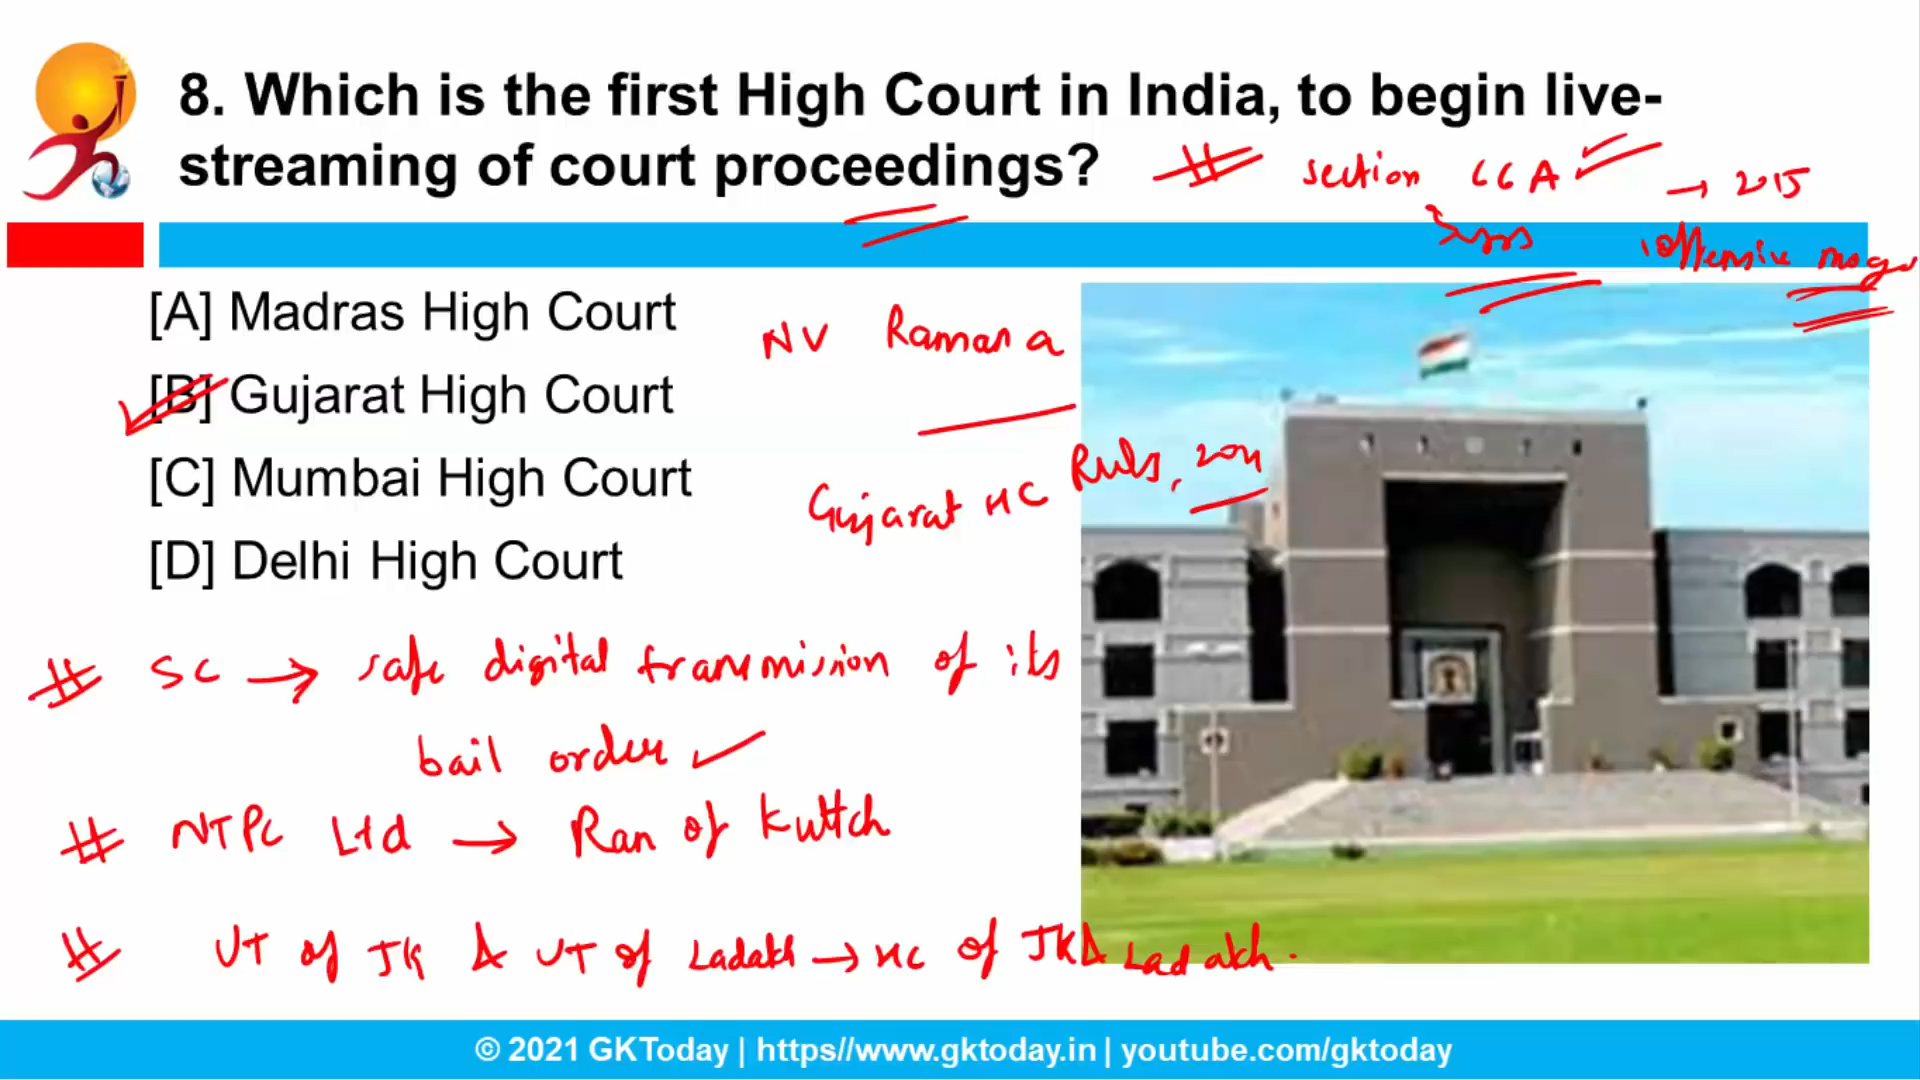 8. Which is the first High Court in India, to begin live-
streaming of court proceedings?
section 66A → 2015
offensive
[A] Madras High Court
NV Ramana
[B] Gujarat High Court
Gujarat HC Rules, 2021
[C] Mumbai High Court
[D] Delhi High Court
# SC → safe digital transmission of its
bail order
# NTPC Ltd → Ran of Kuttch
# UT of JK & UT of Ladakh → HC of JK & Ladakh.
© 2021 GKToday | https//www.gktoday.in | youtube.com/gktoday